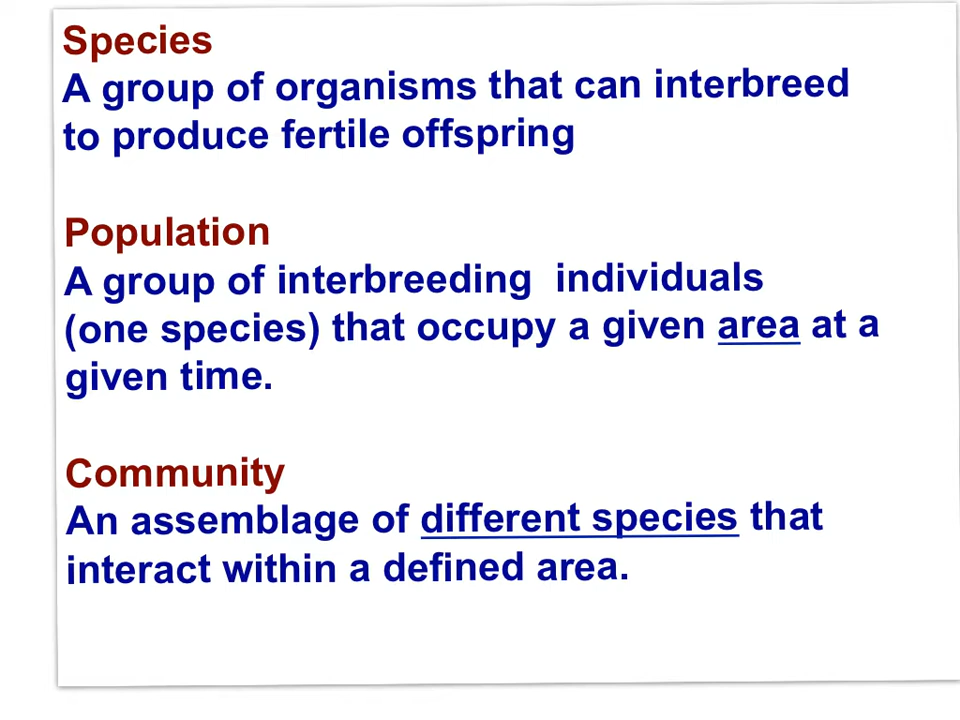 Species
A group of organisms that can interbreed
to produce fertile offspring
Population
A group of interbreeding individuals
(one species) that occupy a given area at a
given time.
Community
An assemblage of different species that
interact within a defined area.